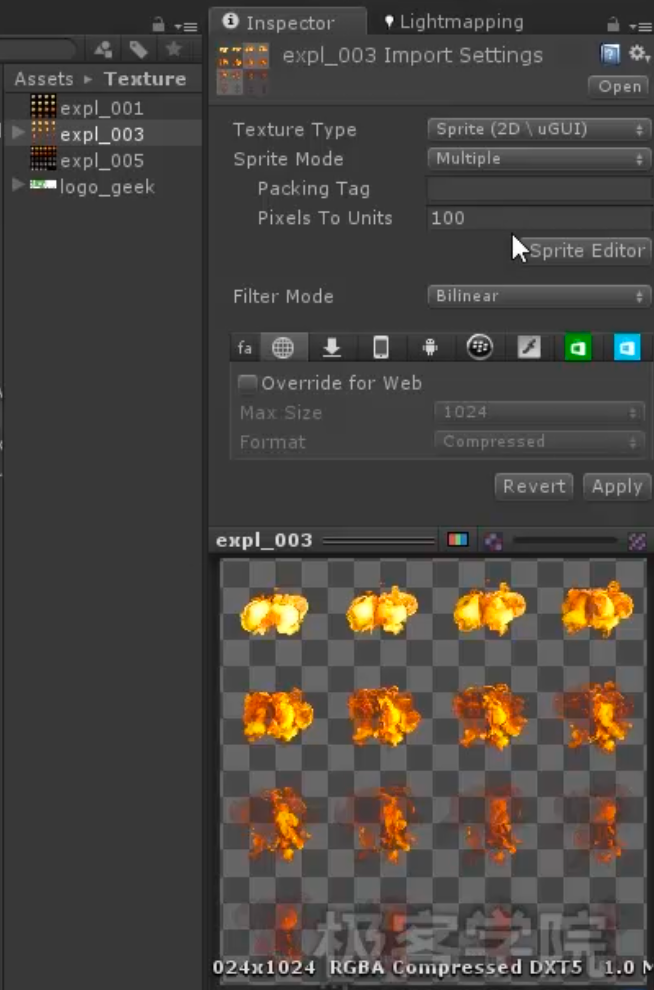 Inspector
Lightmapping
expl_003 Import Settings
Open
Assets Texture
expl_001
expl_003
expl_005
logo_geek
Texture Type Sprite (2D \ uGUI)
Sprite Mode Multiple
Packing Tag
Pixels To Units 100
Sprite Editor
Filter Mode Bilinear
fa
Override for Web
Max Size 1024
Format Compressed
Revert Apply
expl_003
极客学院
024x1024 RGBA Compressed DXT5 1.0 M